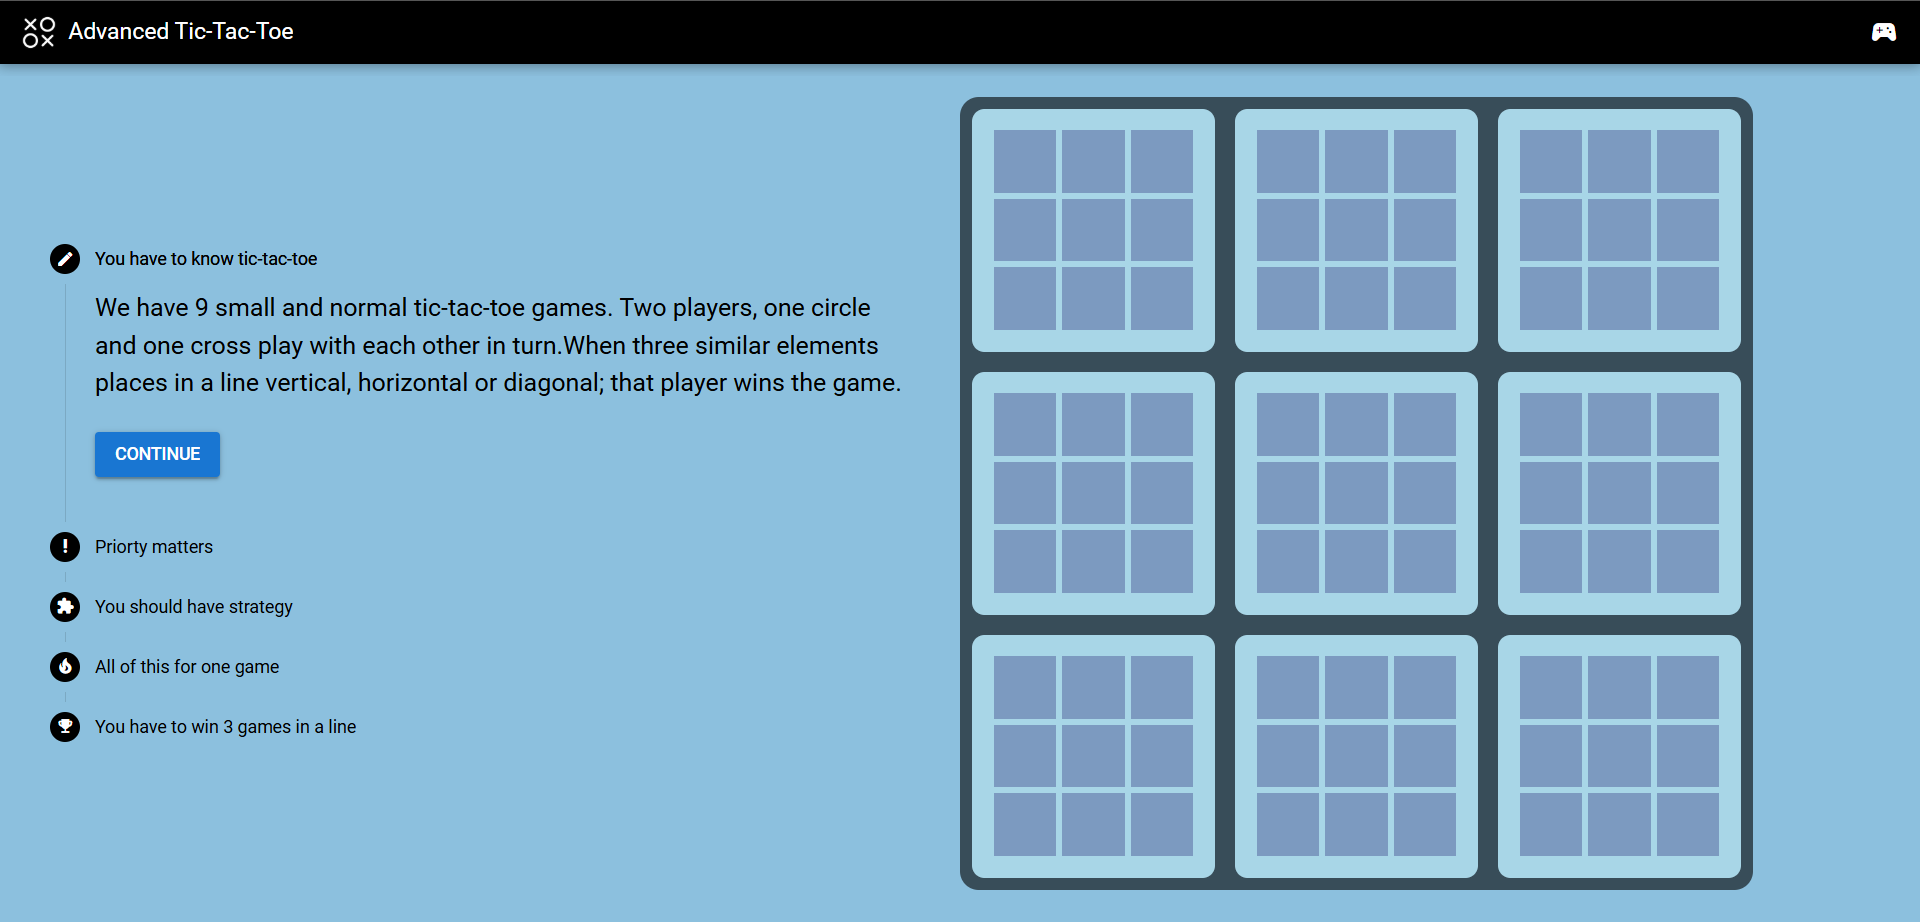 Advanced Tic-Tac-Toe
You have to know tic-tac-toe
We have 9 small and normal tic-tac-toe games. Two players, one circle
and one cross play with each other in turn.When three similar elements
places in a line vertical, horizontal or diagonal; that player wins the game.
CONTINUE
Priorty matters
You should have strategy
All of this for one game
You have to win 3 games in a line